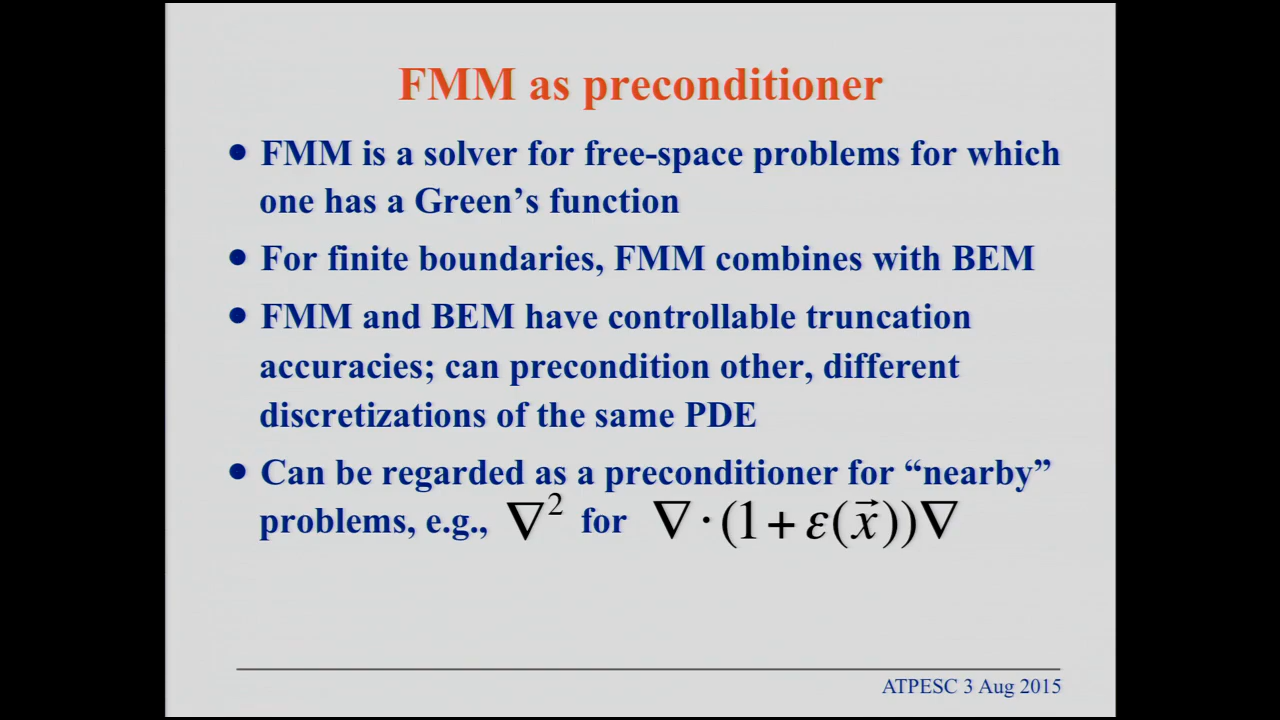 FMM as preconditioner
• FMM is a solver for free-space problems for which
one has a Green’s function
• For finite boundaries, FMM combines with BEM
• FMM and BEM have controllable truncation
accuracies; can precondition other, different
discretizations of the same PDE
• Can be regarded as a preconditioner for “nearby”
problems, e.g., ∇² for ∇·(1+ε(x⃗))∇
ATPESC 3 Aug 2015